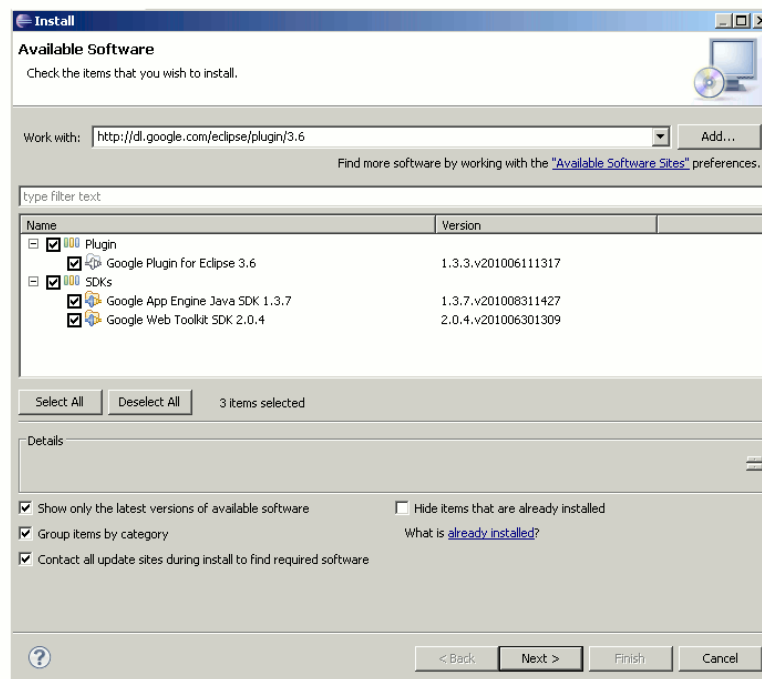 Install
Available Software
Check the items that you wish to install.
Work with: http://dl.google.com/eclipse/plugin/3.6 Add...
Find more software by working with the "Available Software Sites" preferences.
type filter text
Name Version
Plugin
Google Plugin for Eclipse 3.6 1.3.3.v201006111317
SDKs
Google App Engine Java SDK 1.3.7 1.3.7.v201008311427
Google Web Toolkit SDK 2.0.4 2.0.4.v201006301309
Select All Deselect All 3 items selected
Details
Show only the latest versions of available software Hide items that are already installed
Group items by category What is already installed?
Contact all update sites during install to find required software
? < Back Next > Finish Cancel